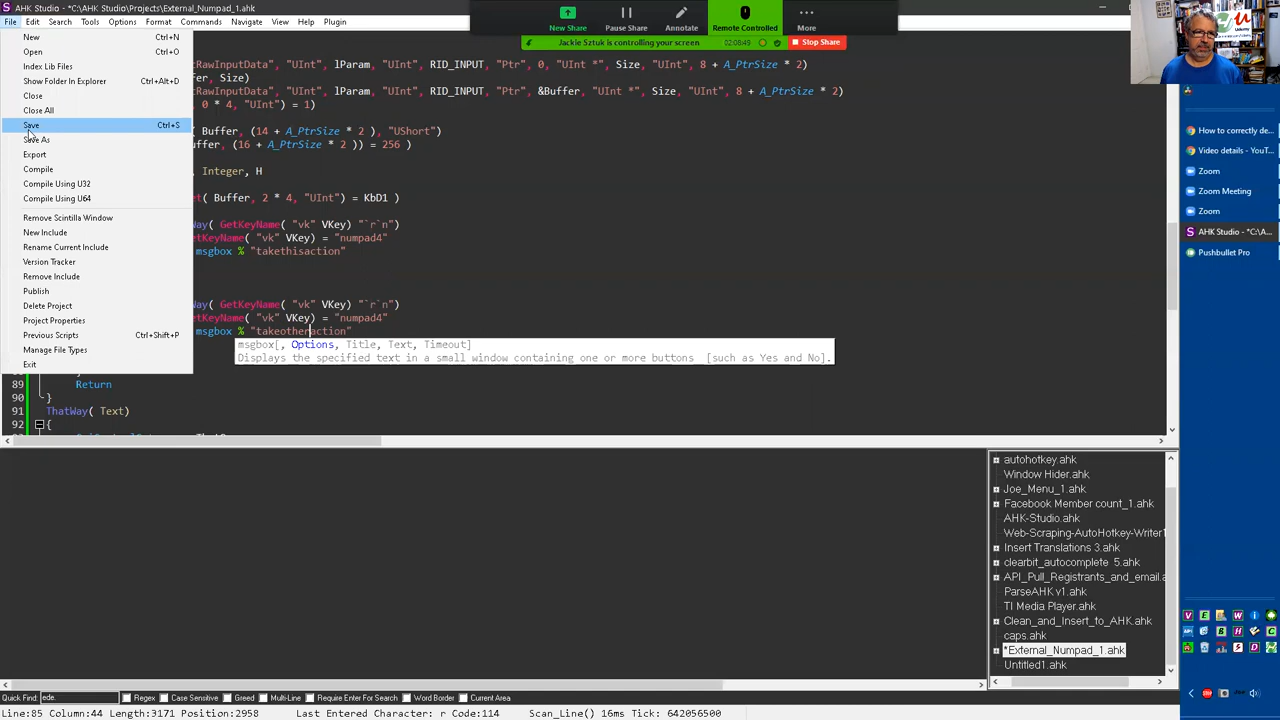 AHK Studio - *C:\AHK Studio\Projects\External_Numpad_1.ahk
File Edit Search Tools Options Format Commands Navigate View Help Plugin
New Share
Pause Share
Annotate
Remote Controlled
More
Jackie Sztuk is controlling your screen
02:08:49
Stop Share
New Ctrl+N
Open Ctrl+O
Index Lib Files
Show Folder In Explorer Ctrl+Alt+D
Close
Close All
Save Ctrl+S
Save As
Export
Compile
Compile Using U32
Compile Using U64
Remove Scintilla Window
New Include
Rename Current Include
Version Tracker
Remove Include
Publish
Delete Project
Project Properties
Previous Scripts Ctrl+Shift+P
Manage File Types
Exit
RawInputData", "UInt", lParam, "UInt", RID_INPUT, "Ptr", 0, "UInt *", Size, "UInt", 8 + A_PtrSize * 2)
, Size)
RawInputData", "UInt", lParam, "UInt", RID_INPUT, "Ptr", &Buffer, "UInt *", Size, "UInt", 8 + A_PtrSize * 2)
, 0 * 4, "UInt") = 1)
( Buffer, (14 + A_PtrSize * 2 ), "UShort")
uffer, (16 + A_PtrSize * 2 )) = 256 )
, Integer, H
t( Buffer, 2 * 4, "UInt") = KbD1 )
Way( GetKeyName( "vk" VKey) "`r`n")
etKeyName( "vk" VKey) = "numpad4"
msgbox % "takethisaction"
Way( GetKeyName( "vk" VKey) "`r`n")
etKeyName( "vk" VKey) = "numpad4"
msgbox % "takeotheraction"
msgbox[, Options, Title, Text, Timeout]
Displays the specified text in a small window containing one or more buttons [such as Yes and No].
89 Return
90 }
91 ThatWay( Text)
92 {
How to correctly de...
Video details - YouT...
Zoom
Zoom Meeting
Zoom
AHK Studio - *C:\A...
Pushbullet Pro
autohotkey.ahk
Window Hider.ahk
Joe_Menu_1.ahk
Facebook Member count_1.ahk
AHK-Studio.ahk
Web-Scraping-AutoHotkey-Writer1
Insert Translations 3.ahk
clearbit_autocomplete 5.ahk
API_Pull_Registrants_and_email.a
ParseAHK v1.ahk
TI Media Player.ahk
Clean_and_Insert_to_AHK.ahk
caps.ahk
*External_Numpad_1.ahk
Untitled1.ahk
Quick Find: ede. Regex Case Sensitive Greed Multi-Line Require Enter For Search Word Border Current Area
Line:85 Column:44 Length:3171 Position:2958 Last Entered Character: r Code:114 Scan_Line() 16ms Tick: 642056500